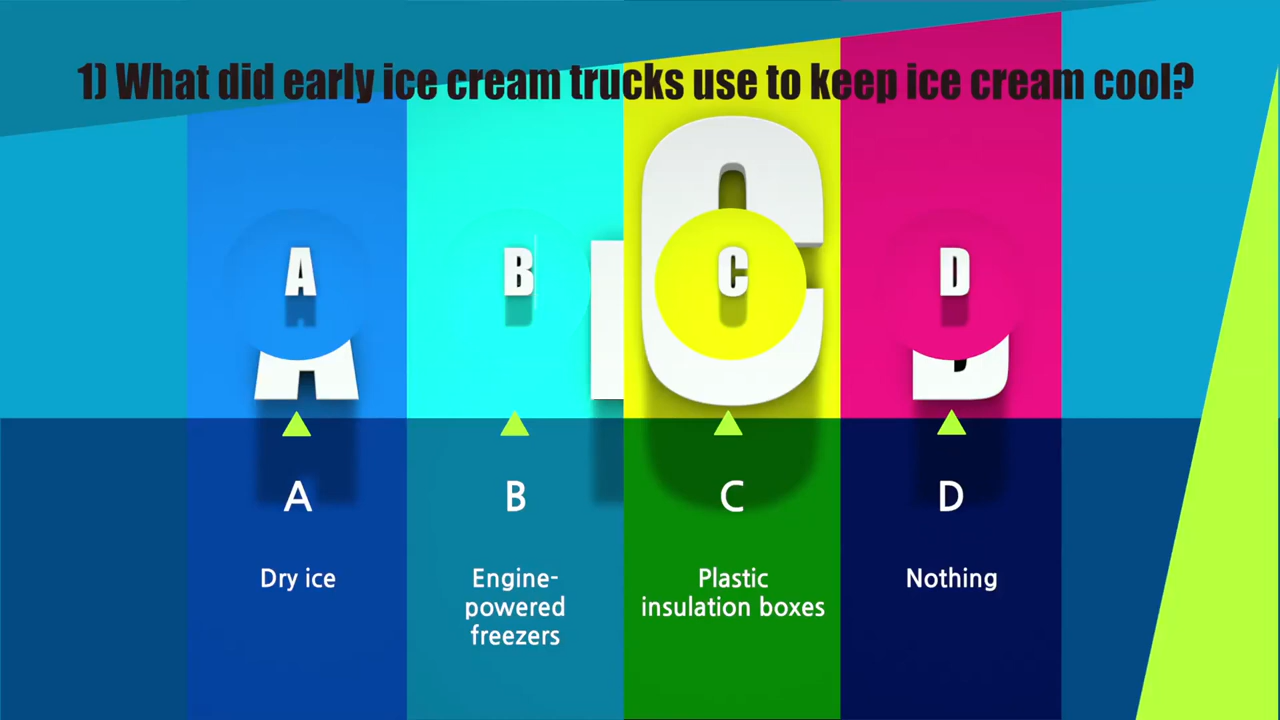 1) What did early ice cream trucks use to keep ice cream cool?
A
B
C
D
A
B
C
D
Dry ice
Engine-
powered
freezers
Plastic
insulation boxes
Nothing